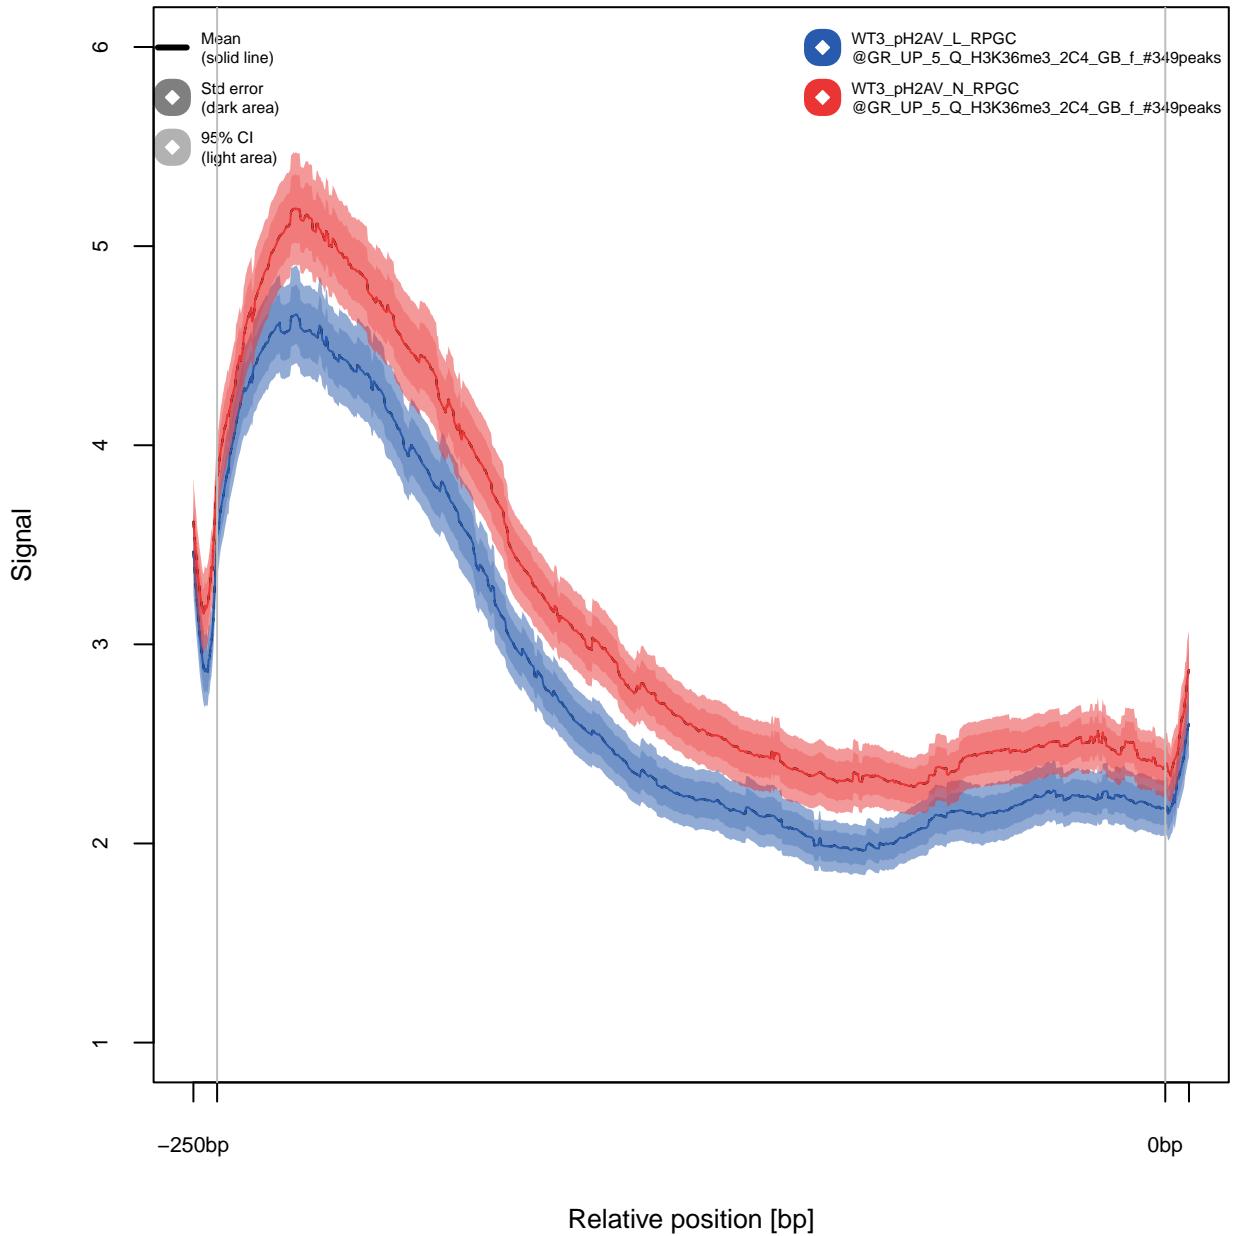 Mean
(solid line)
Std error
(dark area)
95% CI
(light area)
WT3_pH2AV_L_RPGC
@GR_UP_5_Q_H3K36me3_2C4_GB_f_#349peaks
WT3_pH2AV_N_RPGC
@GR_UP_5_Q_H3K36me3_2C4_GB_f_#349peaks
6
5
4
3
2
1
Signal
−250bp
0bp
Relative position [bp]